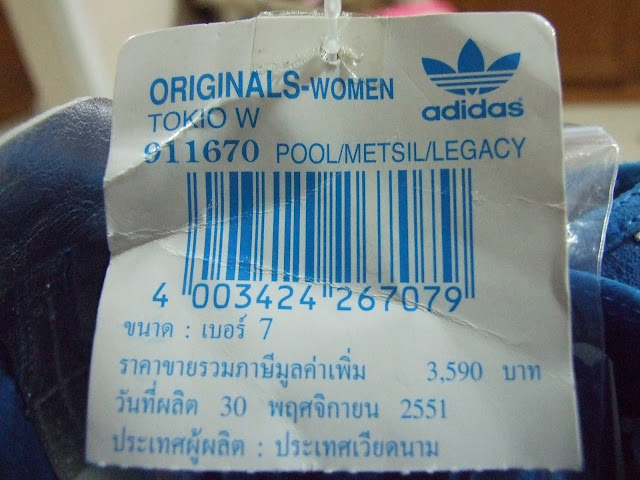 ORIGINALS-WOMEN
adidas
TOKIO W
911670 POOL/METSIL/LEGACY
4 003424 267079
ขนาด : เบอร์ 7
ราคาขายรวมภาษีมูลค่าเพิ่ม 3,590 บาท
วันที่ผลิต 30 พฤศจิกายน 2551
ประเทศผู้ผลิต : ประเทศเวียดนาม